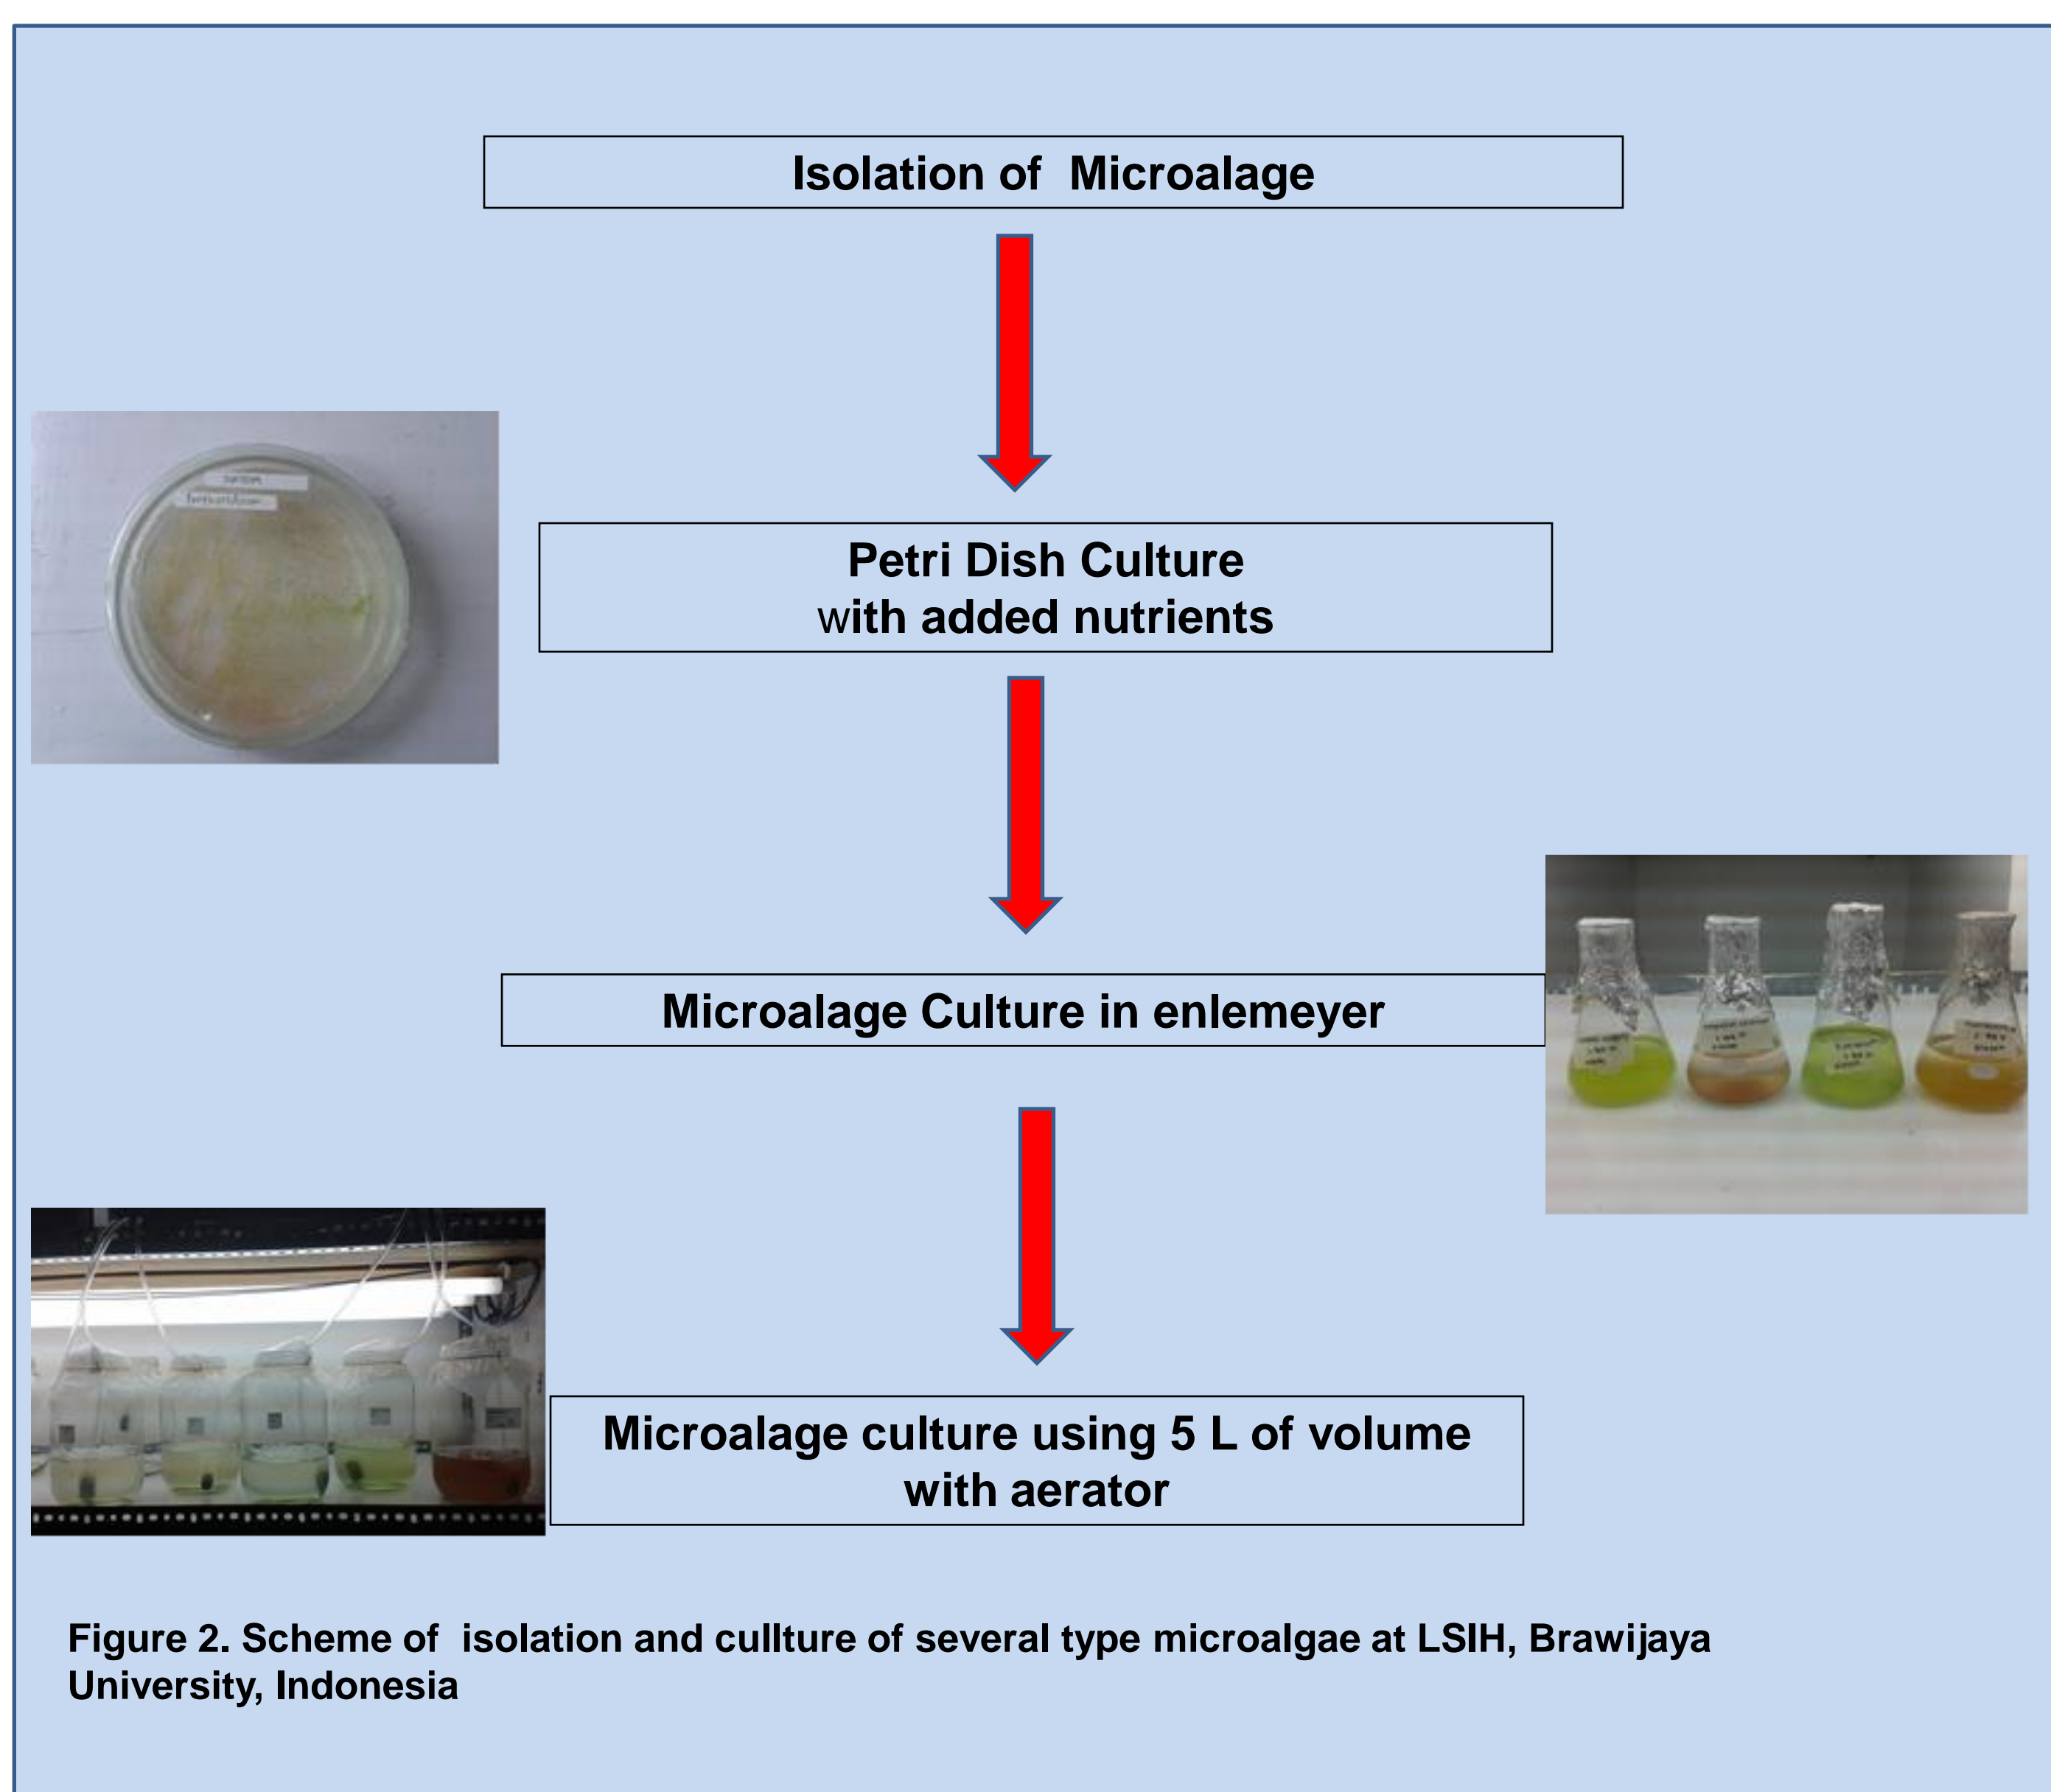 Isolation of Microalage
Petri Dish Culture
with added nutrients
Microalage Culture in enlemeyer
Microalage culture using 5 L of volume
with aerator
Figure 2. Scheme of isolation and cullture of several type microalgae at LSIH, Brawijaya
University, Indonesia